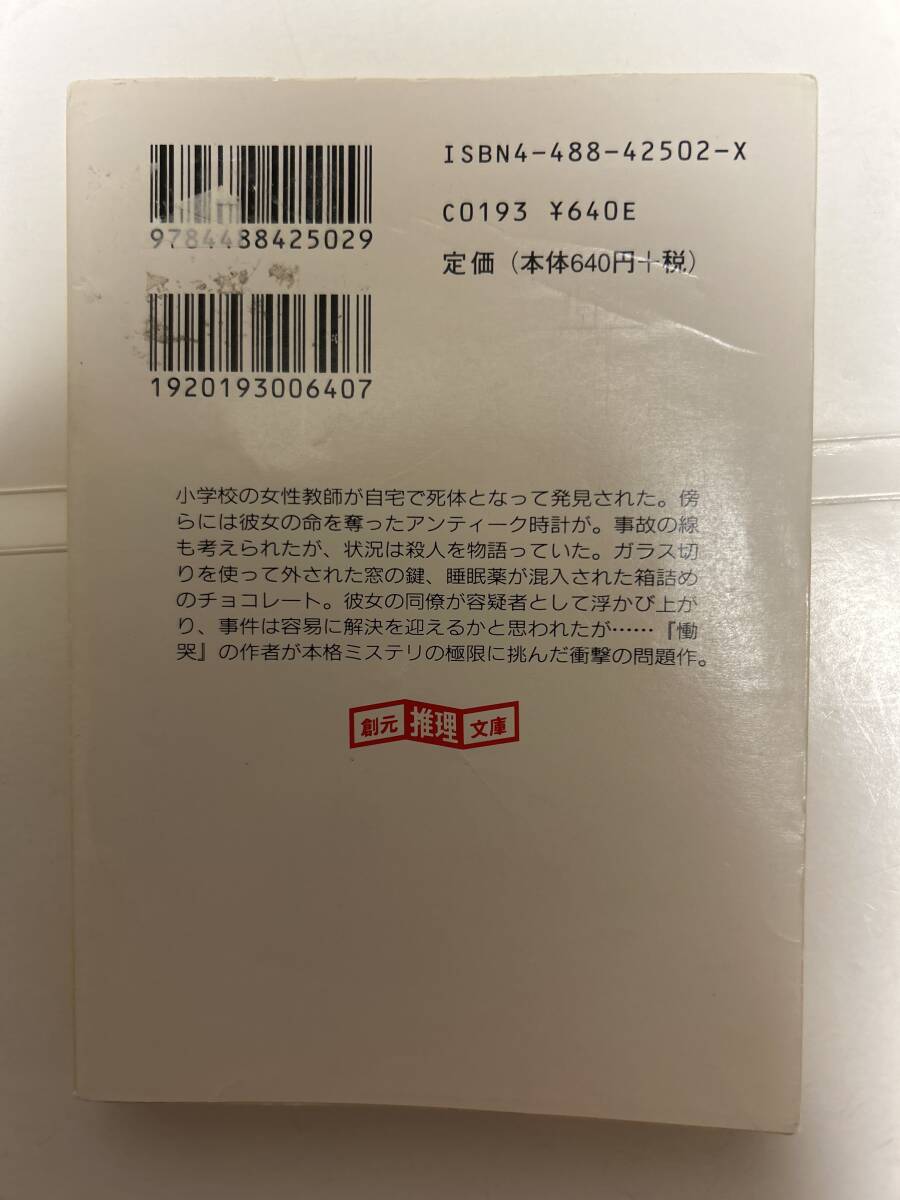 ISBN4-488-42502-X
9784488425029
C0193 ¥640E
定価（本体640円＋税）
1920193006407
小学校の女性教師が自宅で死体となって発見された。傍
らには彼女の命を奪ったアンティーク時計が。事故の線
も考えられたが、状況は殺人を物語っていた。ガラス切
りを使って外された窓の鍵、睡眠薬が混入された箱詰め
のチョコレート。彼女の同僚が容疑者として浮かび上が
り、事件は容易に解決を迎えるかと思われたが……『慟
哭』の作者が本格ミステリの極限に挑んだ衝撃の問題作。
創元推理文庫